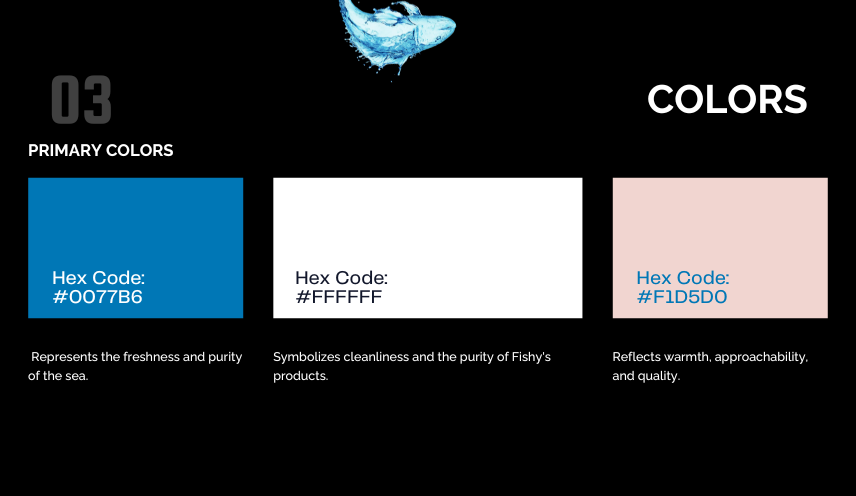 03
COLORS
PRIMARY COLORS
Hex Code:
#0077B6
Hex Code:
#FFFFFF
Hex Code:
#F1D5D0
Represents the freshness and purity
of the sea.
Symbolizes cleanliness and the purity of Fishy's
products.
Reflects warmth, approachability,
and quality.